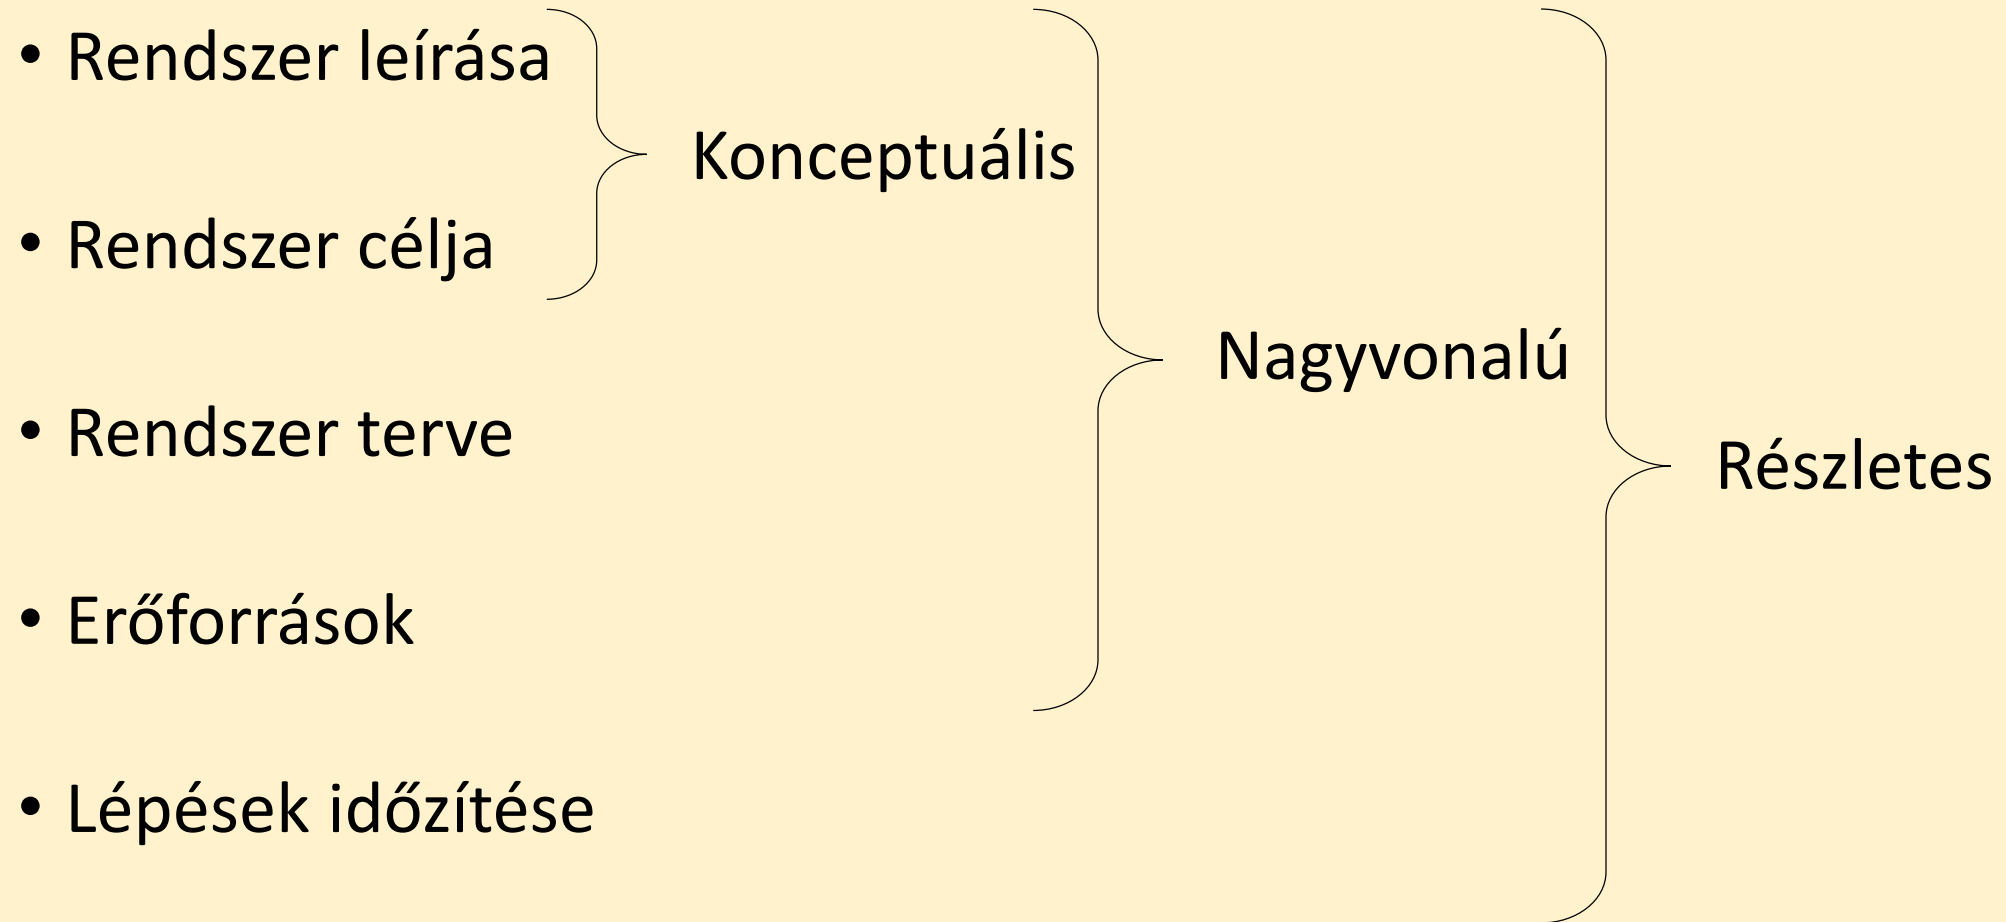 • Rendszer leírása
Konceptuális
• Rendszer célja
Nagyvonalú
• Rendszer terve
Részletes
• Erőforrások
• Lépések időzítése